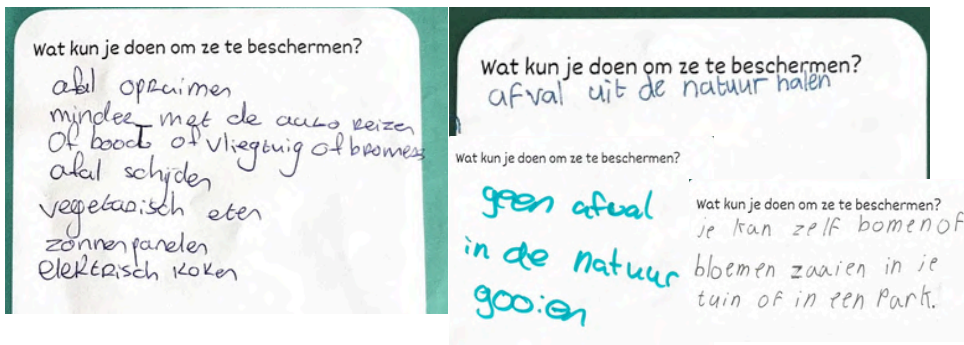 Wat kun je doen om ze te beschermen?
afal opruimen
minder met de auto reizen
Of boot of vliegtuig of bromers
afal schijden
vegetarisch eten
zonnenpanelen
elektrisch koken
Wat kun je doen om ze te beschermen?
afval uit de natuur halen
Wat kun je doen om ze te beschermen?
geen afval
in de natuur
gooien
Wat kun je doen om ze te beschermen?
je kan zelf bomen of
bloemen zaaien in je
tuin of in een Park.